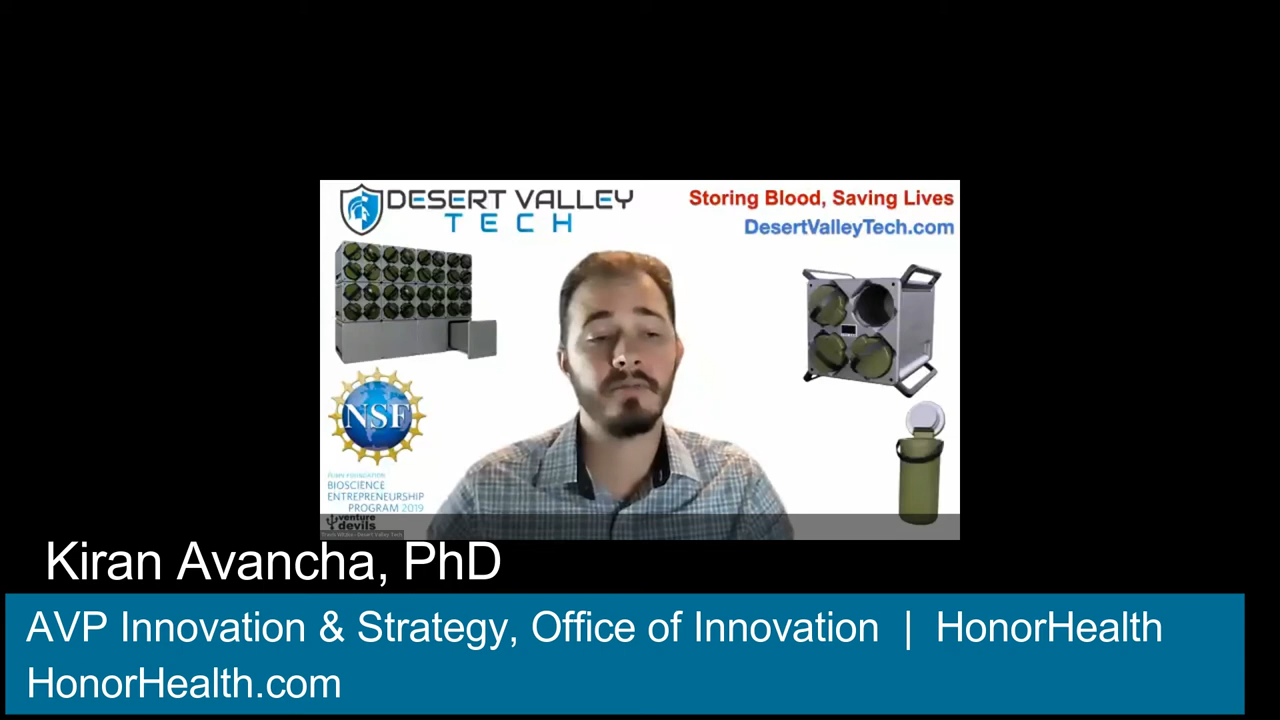 DESERT VALLEY
TECH
Storing Blood, Saving Lives
DesertValleyTech.com
NSF
BIOSCIENCE
ENTREPRENEURSHIP
PROGRAM 2019
venture
devils
Kiran Avancha, PhD
AVP Innovation & Strategy, Office of Innovation | HonorHealth
HonorHealth.com